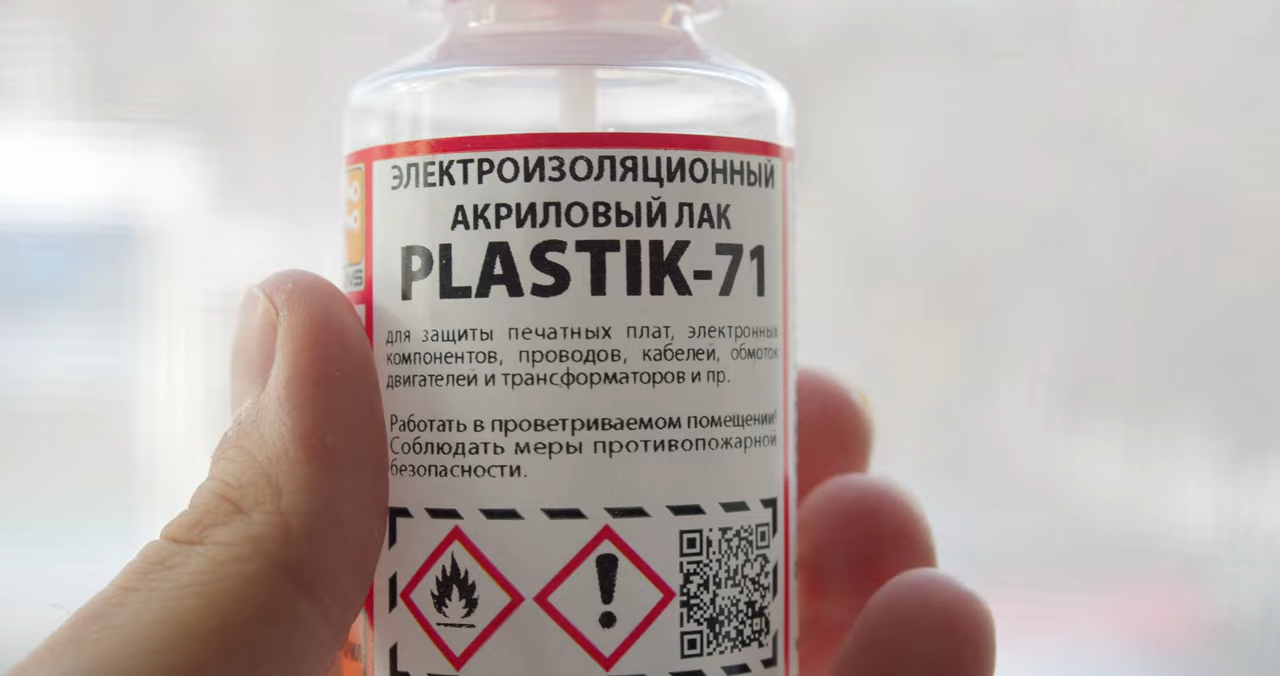 ЭЛЕКТРОИЗОЛЯЦИОННЫЙ
АКРИЛОВЫЙ ЛАК
PLASTIK-71
для защиты печатных плат, электронных
компонентов, проводов, кабелей, обмоток
двигателей и трансформаторов и пр.
Работать в проветриваемом помещении!
Соблюдать меры противопожарной
безопасности.